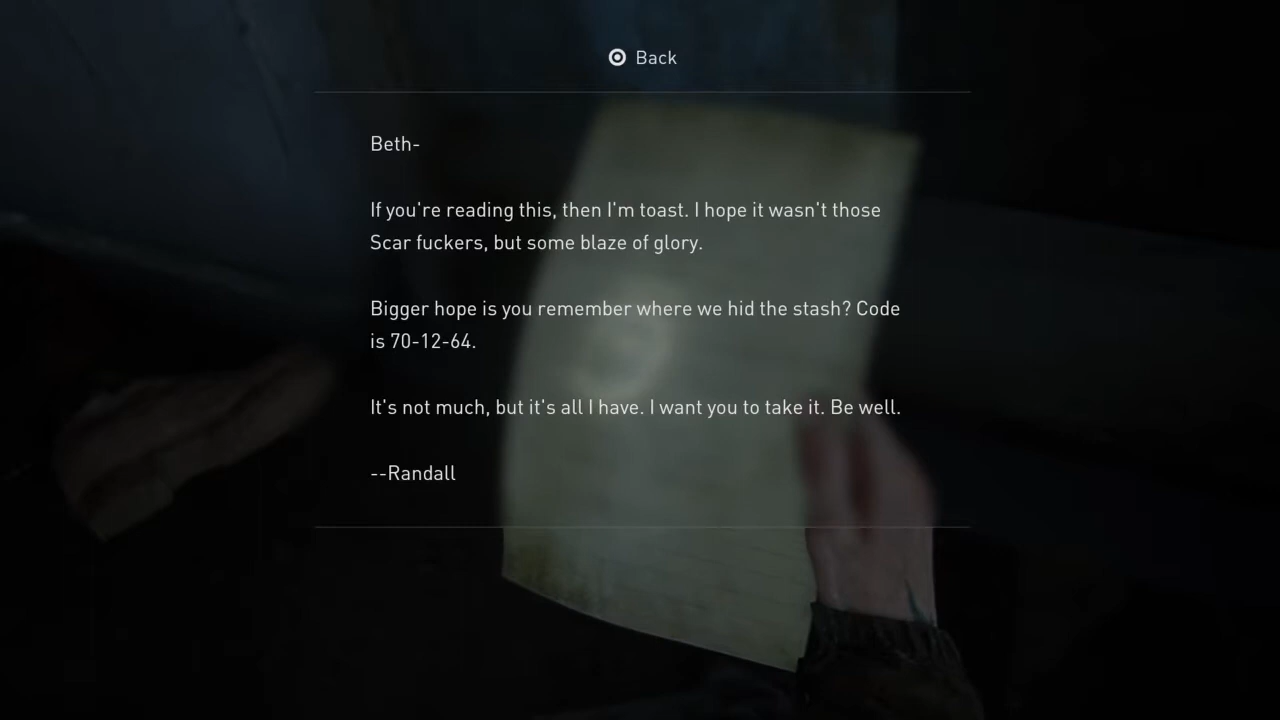 Back
Beth-
If you're reading this, then I'm toast. I hope it wasn't those
Scar fuckers, but some blaze of glory.
Bigger hope is you remember where we hid the stash? Code
is 70-12-64.
It's not much, but it's all I have. I want you to take it. Be well.
--Randall